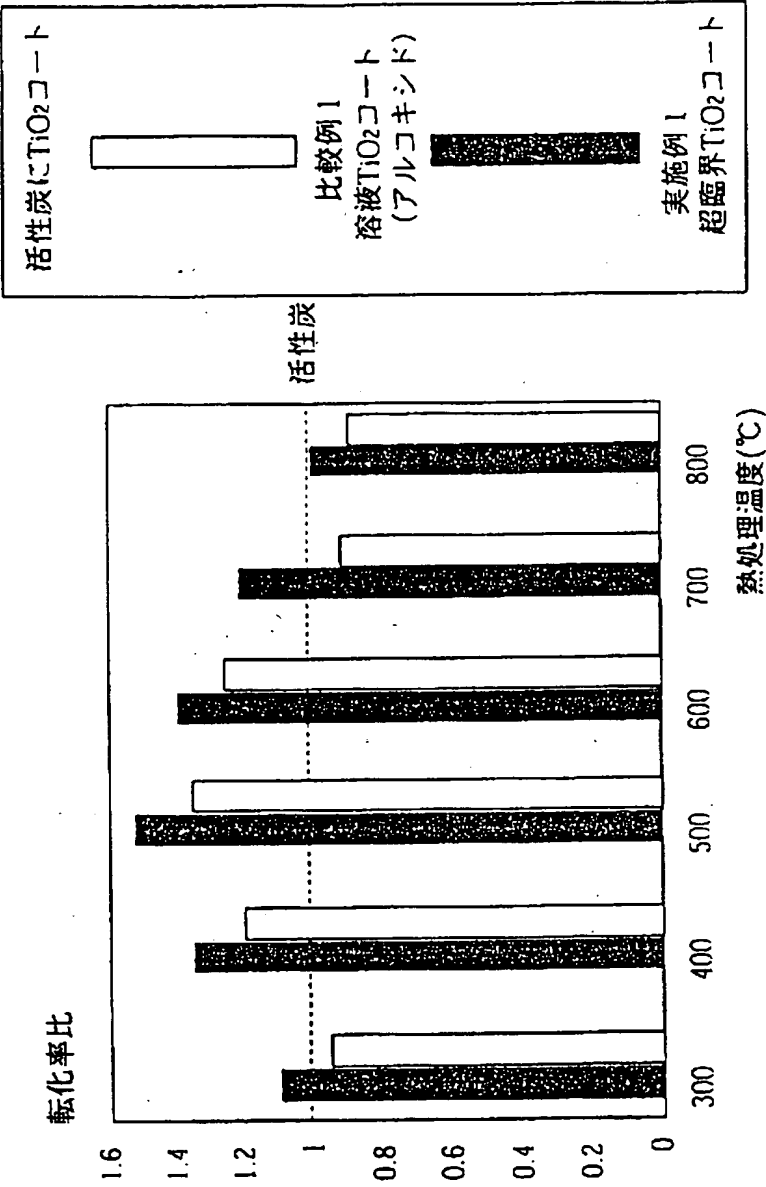 転化率比
1.6
1.4
1.2
1
0.8
0.6
0.4
0.2
0
300
400
500
600
700
800
熱処理温度(℃)
活性炭
活性炭にTiO2コート
比較例1
溶液TiO2コート
(アルコキシド)
実施例1
超臨界TiO2コート